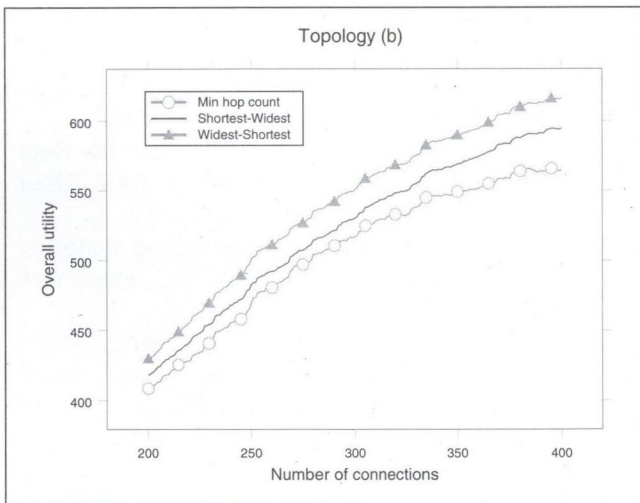 Topology (b)
Min hop count
Shortest-Widest
Widest-Shortest
Overall utility
600
550
500
450
400
200
250
300
350
400
Number of connections